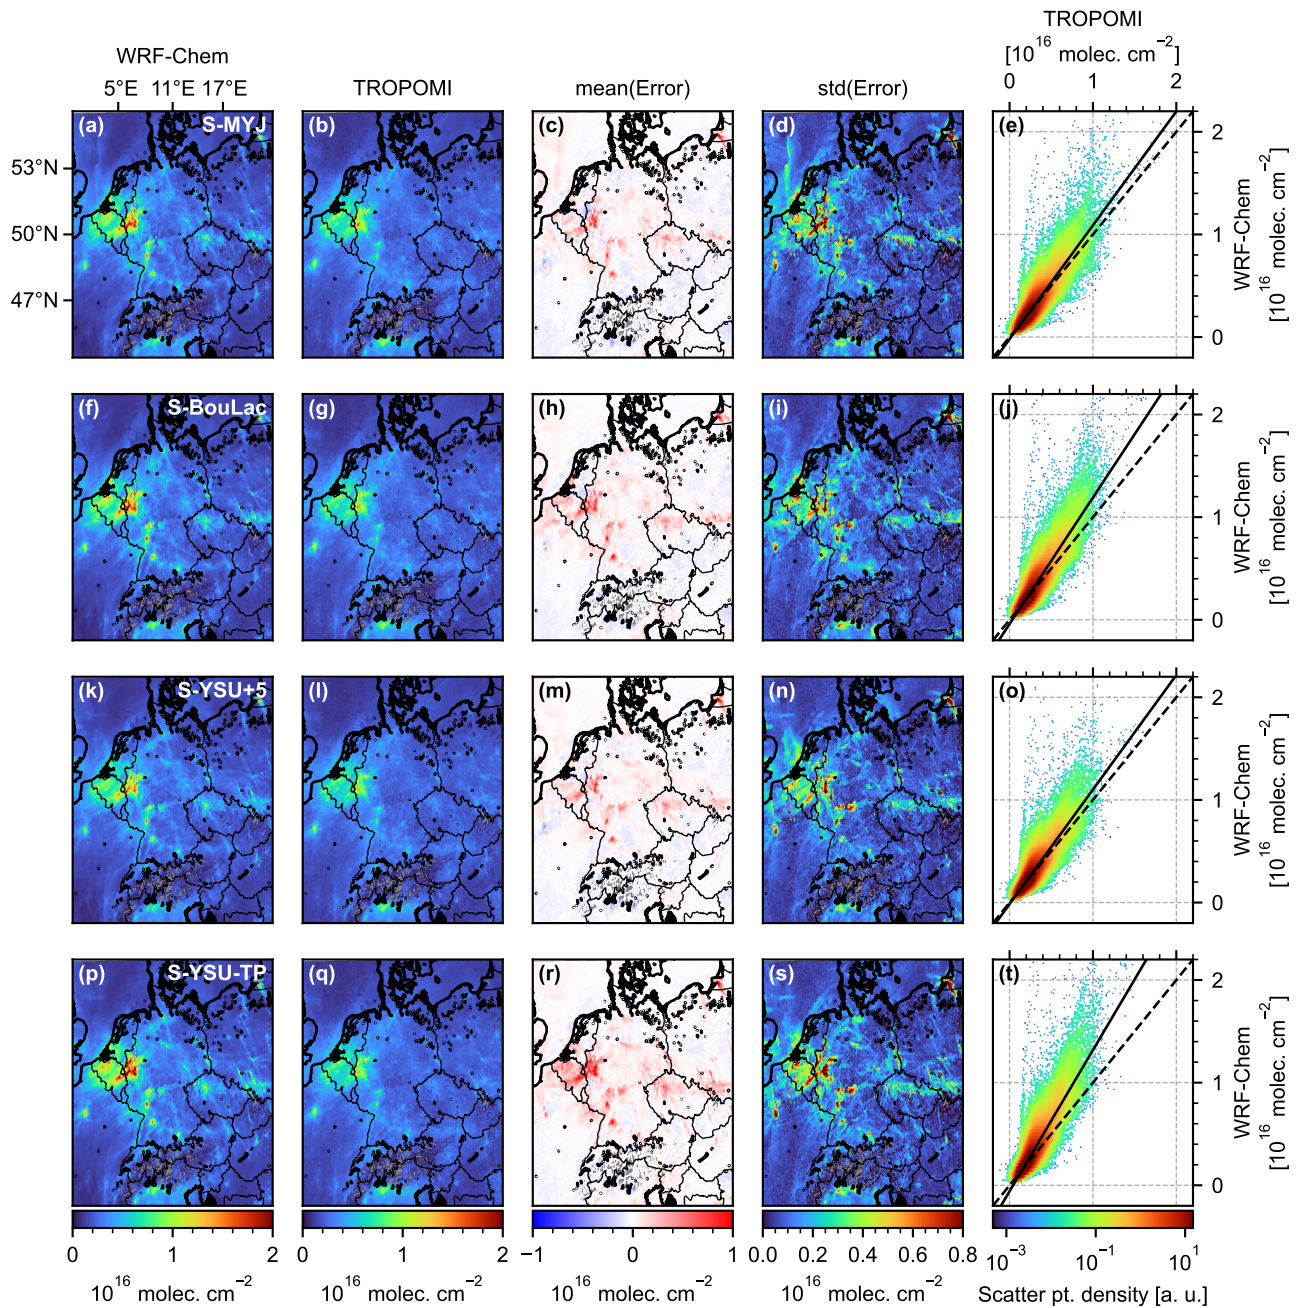 TROPOMI
WRF-Chem
[10^16 molec. cm^−2]
5°E 11°E 17°E
TROPOMI
mean(Error)
std(Error)
0 1 2
(a) S-MYJ
(b)
(c)
(d)
(e)
53°N
50°N
47°N
2
1
0
WRF-Chem
[10^16 molec. cm^−2]
(f) S-BouLac
(g)
(h)
(i)
(j)
2
1
0
WRF-Chem
[10^16 molec. cm^−2]
(k) S-YSU+5
(l)
(m)
(n)
(o)
2
1
0
WRF-Chem
[10^16 molec. cm^−2]
(p) S-YSU-TP
(q)
(r)
(s)
(t)
2
1
0
WRF-Chem
[10^16 molec. cm^−2]
0 1 2
0 1 2
−1 0 1
0.0 0.2 0.4 0.6 0.8
10^−3 10^−1 10^1
10^16 molec. cm^−2
10^16 molec. cm^−2
10^16 molec. cm^−2
10^16 molec. cm^−2
Scatter pt. density [a. u.]